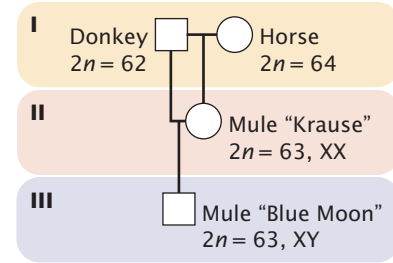 I
Donkey
2n = 62
Horse
2n = 64
II
Mule “Krause”
2n = 63, XX
III
Mule “Blue Moon”
2n = 63, XY